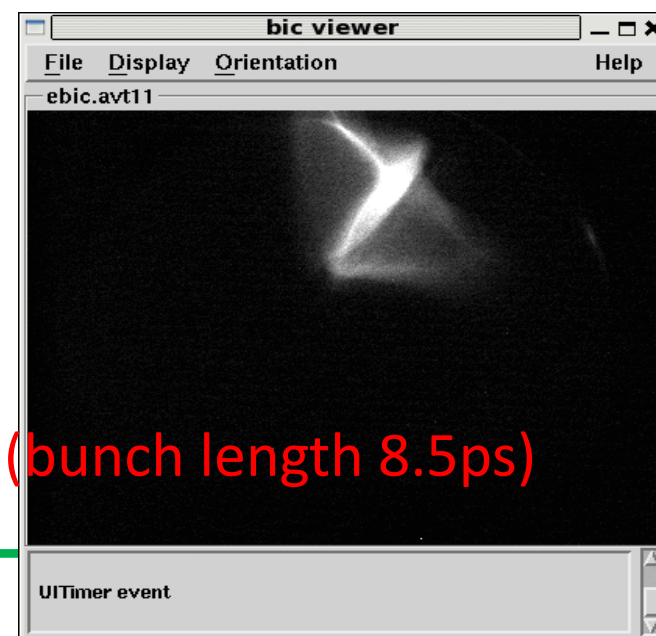 bic viewer
File Display Orientation Help
ebic.avt11
(bunch length 8.5ps)
UITimer event